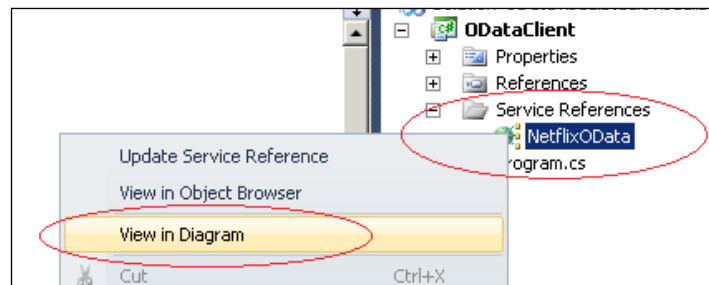 ODataClient
Properties
References
Service References
NetflixOData
rogram.cs
Update Service Reference
View in Object Browser
View in Diagram
Cut Ctrl+X